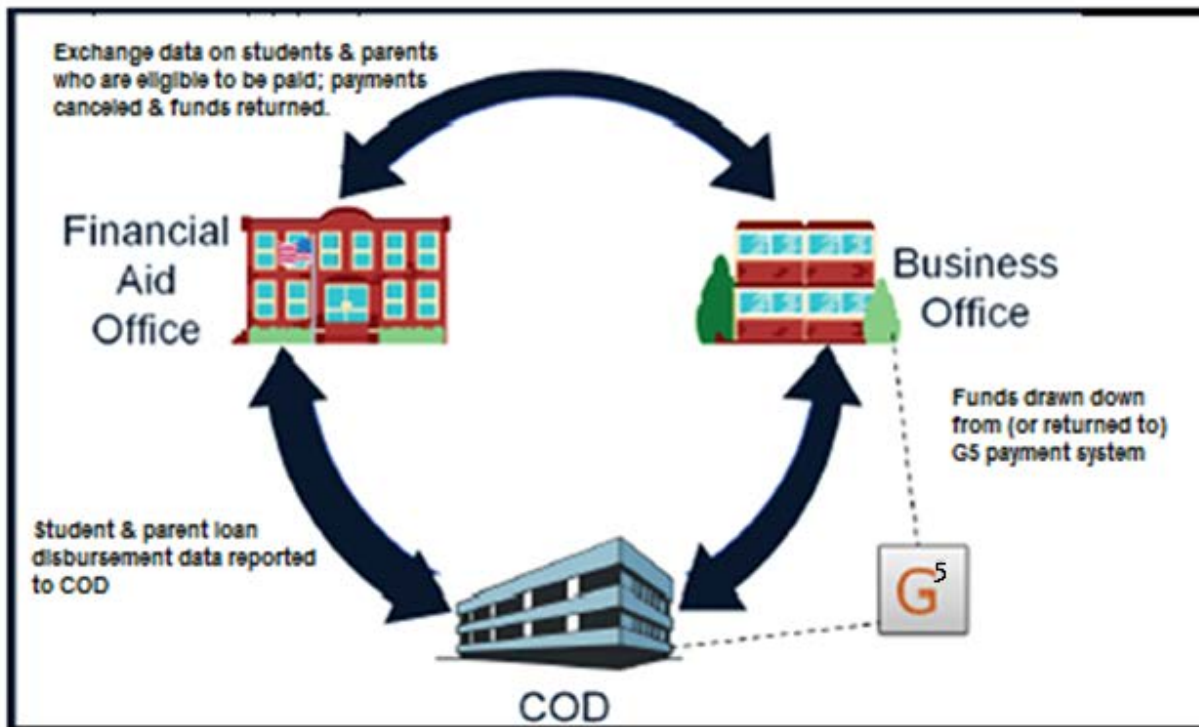 Exchange data on students & parents
who are eligible to be paid; payments
canceled & funds returned.
Financial
Aid
Office
Business
Office
Funds drawn down
from (or returned to)
G5 payment system
Student & parent loan
disbursement data reported
to COD
G5
COD